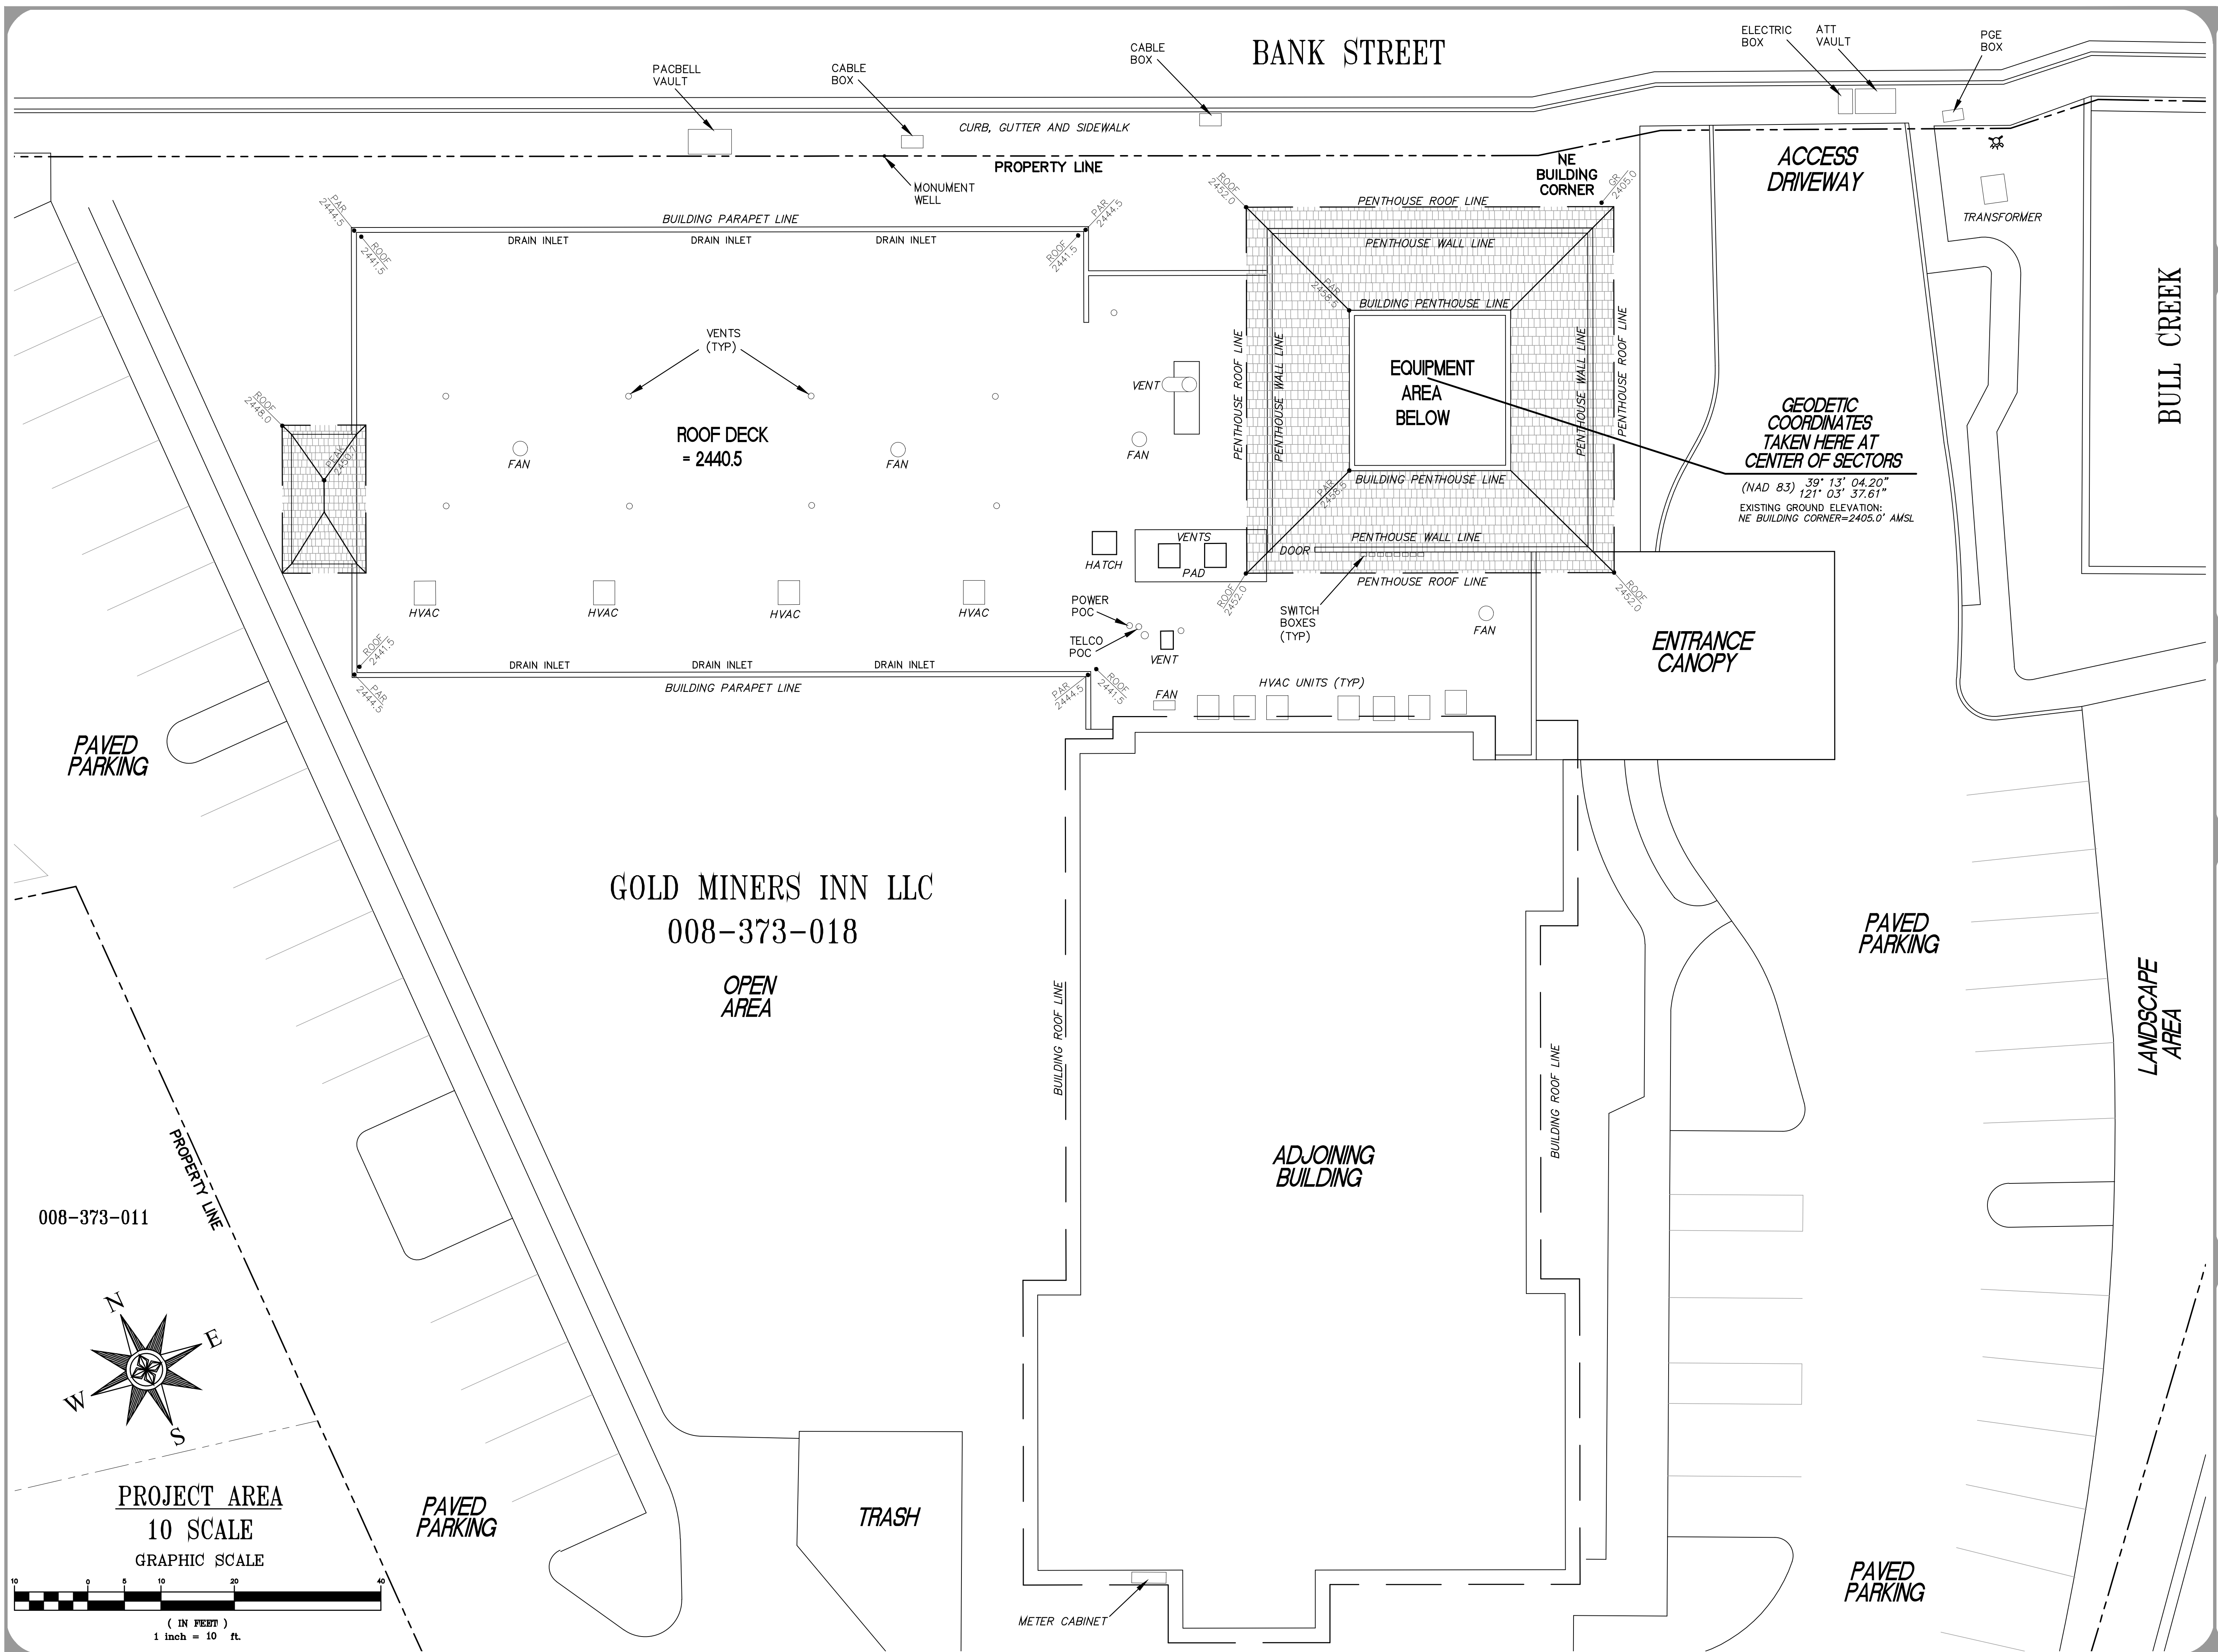 BANK STREET
ELECTRIC
BOX
ATT
VAULT
PGE
BOX
CABLE
BOX
PACBELL
VAULT
CABLE
BOX
CURB, GUTTER AND SIDEWALK
PROPERTY LINE
MONUMENT
WELL
NE
BUILDING
CORNER
GR
2405.0
ACCESS
DRIVEWAY
TRANSFORMER
BULL CREEK
PAR
2444.5
ROOF
2441.5
BUILDING PARAPET LINE
DRAIN INLET
DRAIN INLET
DRAIN INLET
PAR
2444.5
ROOF
2441.5
ROOF
2452.0
PENTHOUSE ROOF LINE
PENTHOUSE WALL LINE
PAR
2458.5
BUILDING PENTHOUSE LINE
PENTHOUSE ROOF LINE
PENTHOUSE WALL LINE
PENTHOUSE WALL LINE
PENTHOUSE ROOF LINE
EQUIPMENT
AREA
BELOW
BUILDING PENTHOUSE LINE
PAR
2458.5
PENTHOUSE WALL LINE
DOOR
PENTHOUSE ROOF LINE
ROOF
2452.0
ROOF
2452.0
GEODETIC
COORDINATES
TAKEN HERE AT
CENTER OF SECTORS
(NAD 83) 39° 13' 04.20"
121° 03' 37.61"
EXISTING GROUND ELEVATION:
NE BUILDING CORNER=2405.0' AMSL
VENTS
(TYP)
ROOF DECK
= 2440.5
FAN
FAN
FAN
VENT
ROOF
2448.0
PEAK
2453.7
HVAC
HVAC
HVAC
HVAC
HATCH
VENTS
PAD
POWER
POC
TELCO
POC
VENT
SWITCH
BOXES
(TYP)
FAN
ENTRANCE
CANOPY
ROOF
2441.5
PAR
2444.5
DRAIN INLET
DRAIN INLET
DRAIN INLET
BUILDING PARAPET LINE
PAR
2444.5
ROOF
2441.5
FAN
HVAC UNITS (TYP)
PAVED
PARKING
GOLD MINERS INN LLC
008-373-018
OPEN
AREA
BUILDING ROOF LINE
BUILDING ROOF LINE
ADJOINING
BUILDING
PAVED
PARKING
LANDSCAPE
AREA
PROPERTY LINE
008-373-011
N
E
W
S
PROJECT AREA
10 SCALE
GRAPHIC SCALE
10 0 5 10 20 40
( IN FEET )
1 inch = 10 ft.
PAVED
PARKING
TRASH
METER CABINET
PAVED
PARKING